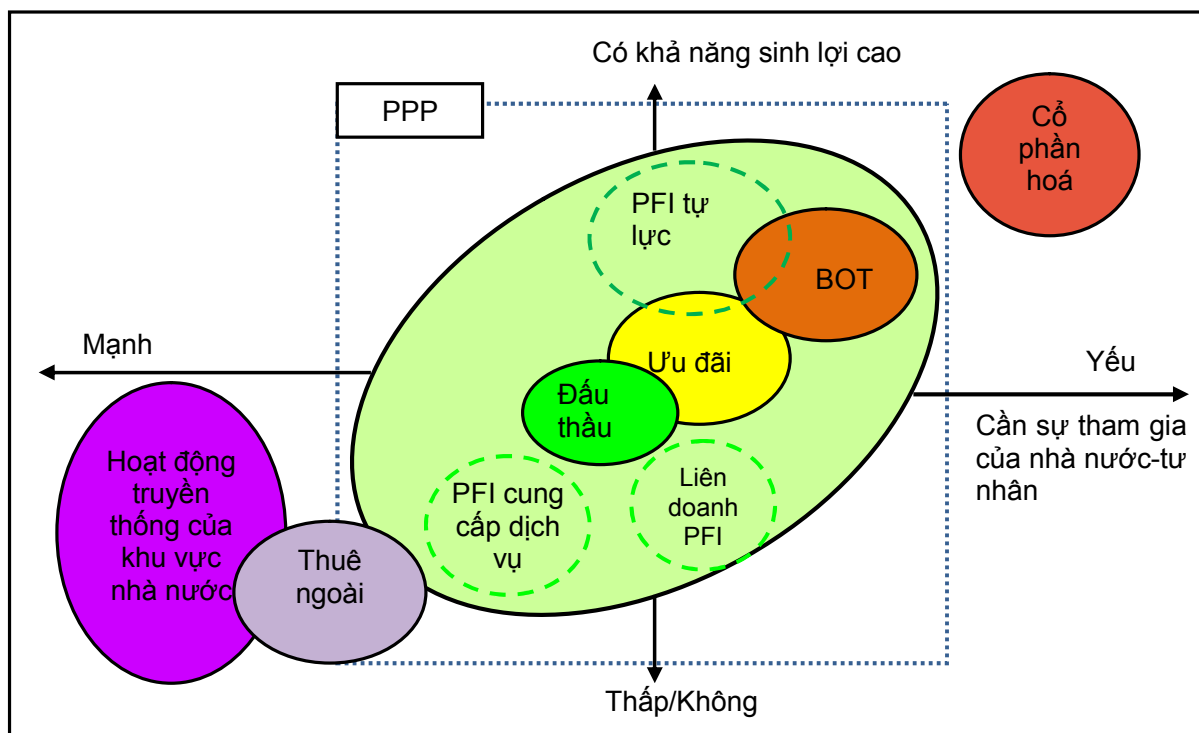 Có khả năng sinh lợi cao
PPP
Cổ
phần
hoá
PFI tự
lực
BOT
Mạnh
Ưu đãi
Yếu
Đấu
thầu
Cần sự tham gia
của nhà nước-tư
nhân
Hoạt động
truyền
thống của
khu vực
nhà nước
PFI cung
cấp dịch
vụ
Liên
doanh
PFI
Thuê
ngoài
Thấp/Không